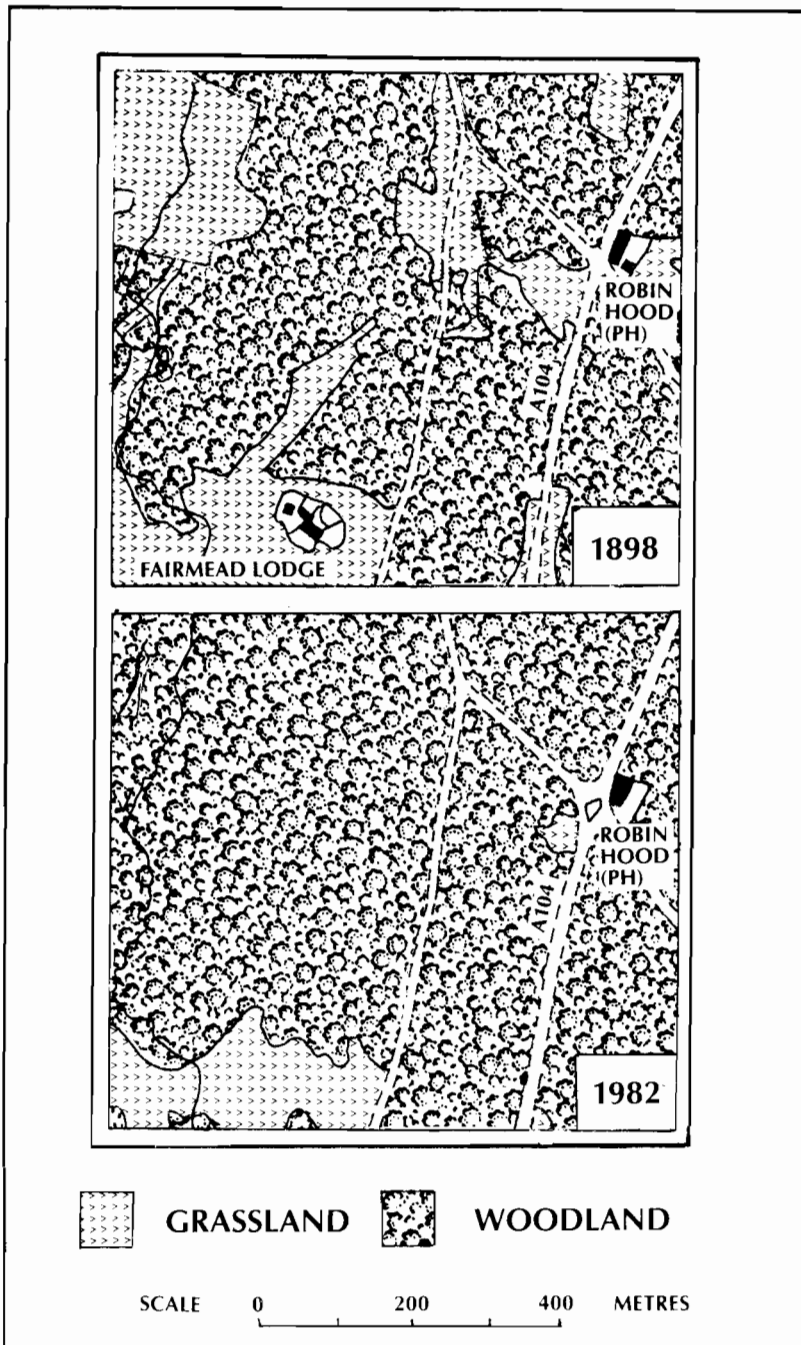 ROBIN
HOOD
(PH)
A104
1898
FAIRMEAD LODGE
ROBIN
HOOD
(PH)
A104
1982
GRASSLAND WOODLAND
SCALE 0 200 400 METRES